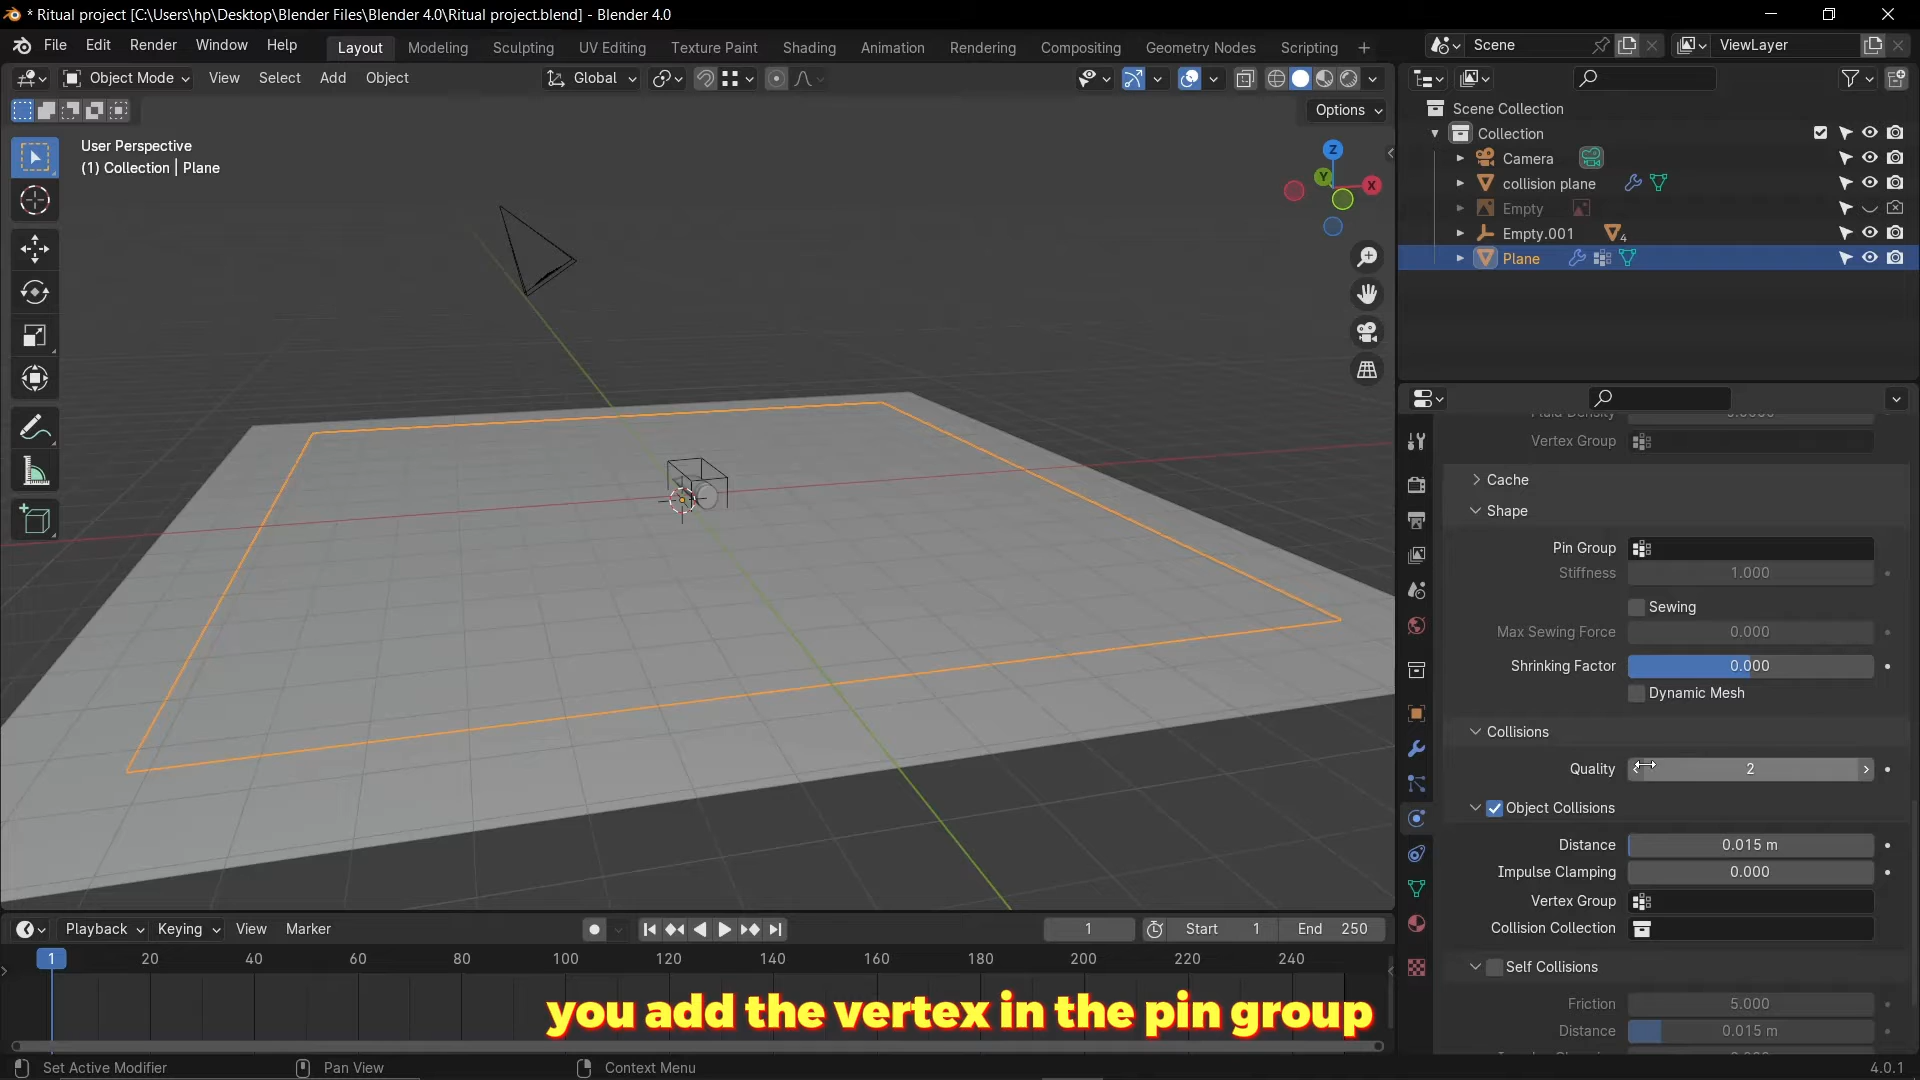 * Ritual project [C:\Users\hp\Desktop\Blender Files\Blender 4.0\Ritual project.blend] - Blender 4.0
File Edit Render Window Help
Layout Modeling Sculpting UV Editing Texture Paint Shading Animation Rendering Compositing Geometry Nodes Scripting +
Scene
ViewLayer
Object Mode View Select Add Object
Global
Options
User Perspective
(1) Collection | Plane
Z
Y
X
Scene Collection
Collection
Camera
collision plane
Empty
Empty.001 4
Plane
Vertex Group
Cache
Shape
Pin Group
Stiffness 1.000
Sewing
Max Sewing Force 0.000
Shrinking Factor 0.000
Dynamic Mesh
Collisions
Quality 2
Object Collisions
Distance 0.015 m
Impulse Clamping 0.000
Vertex Group
Collision Collection
Self Collisions
Friction 5.000
Distance 0.015 m
Playback Keying View Marker
1 Start 1 End 250
1 20 40 60 80 100 120 140 160 180 200 220 240
you add the vertex in the pin group
Set Active Modifier Pan View Context Menu 4.0.1